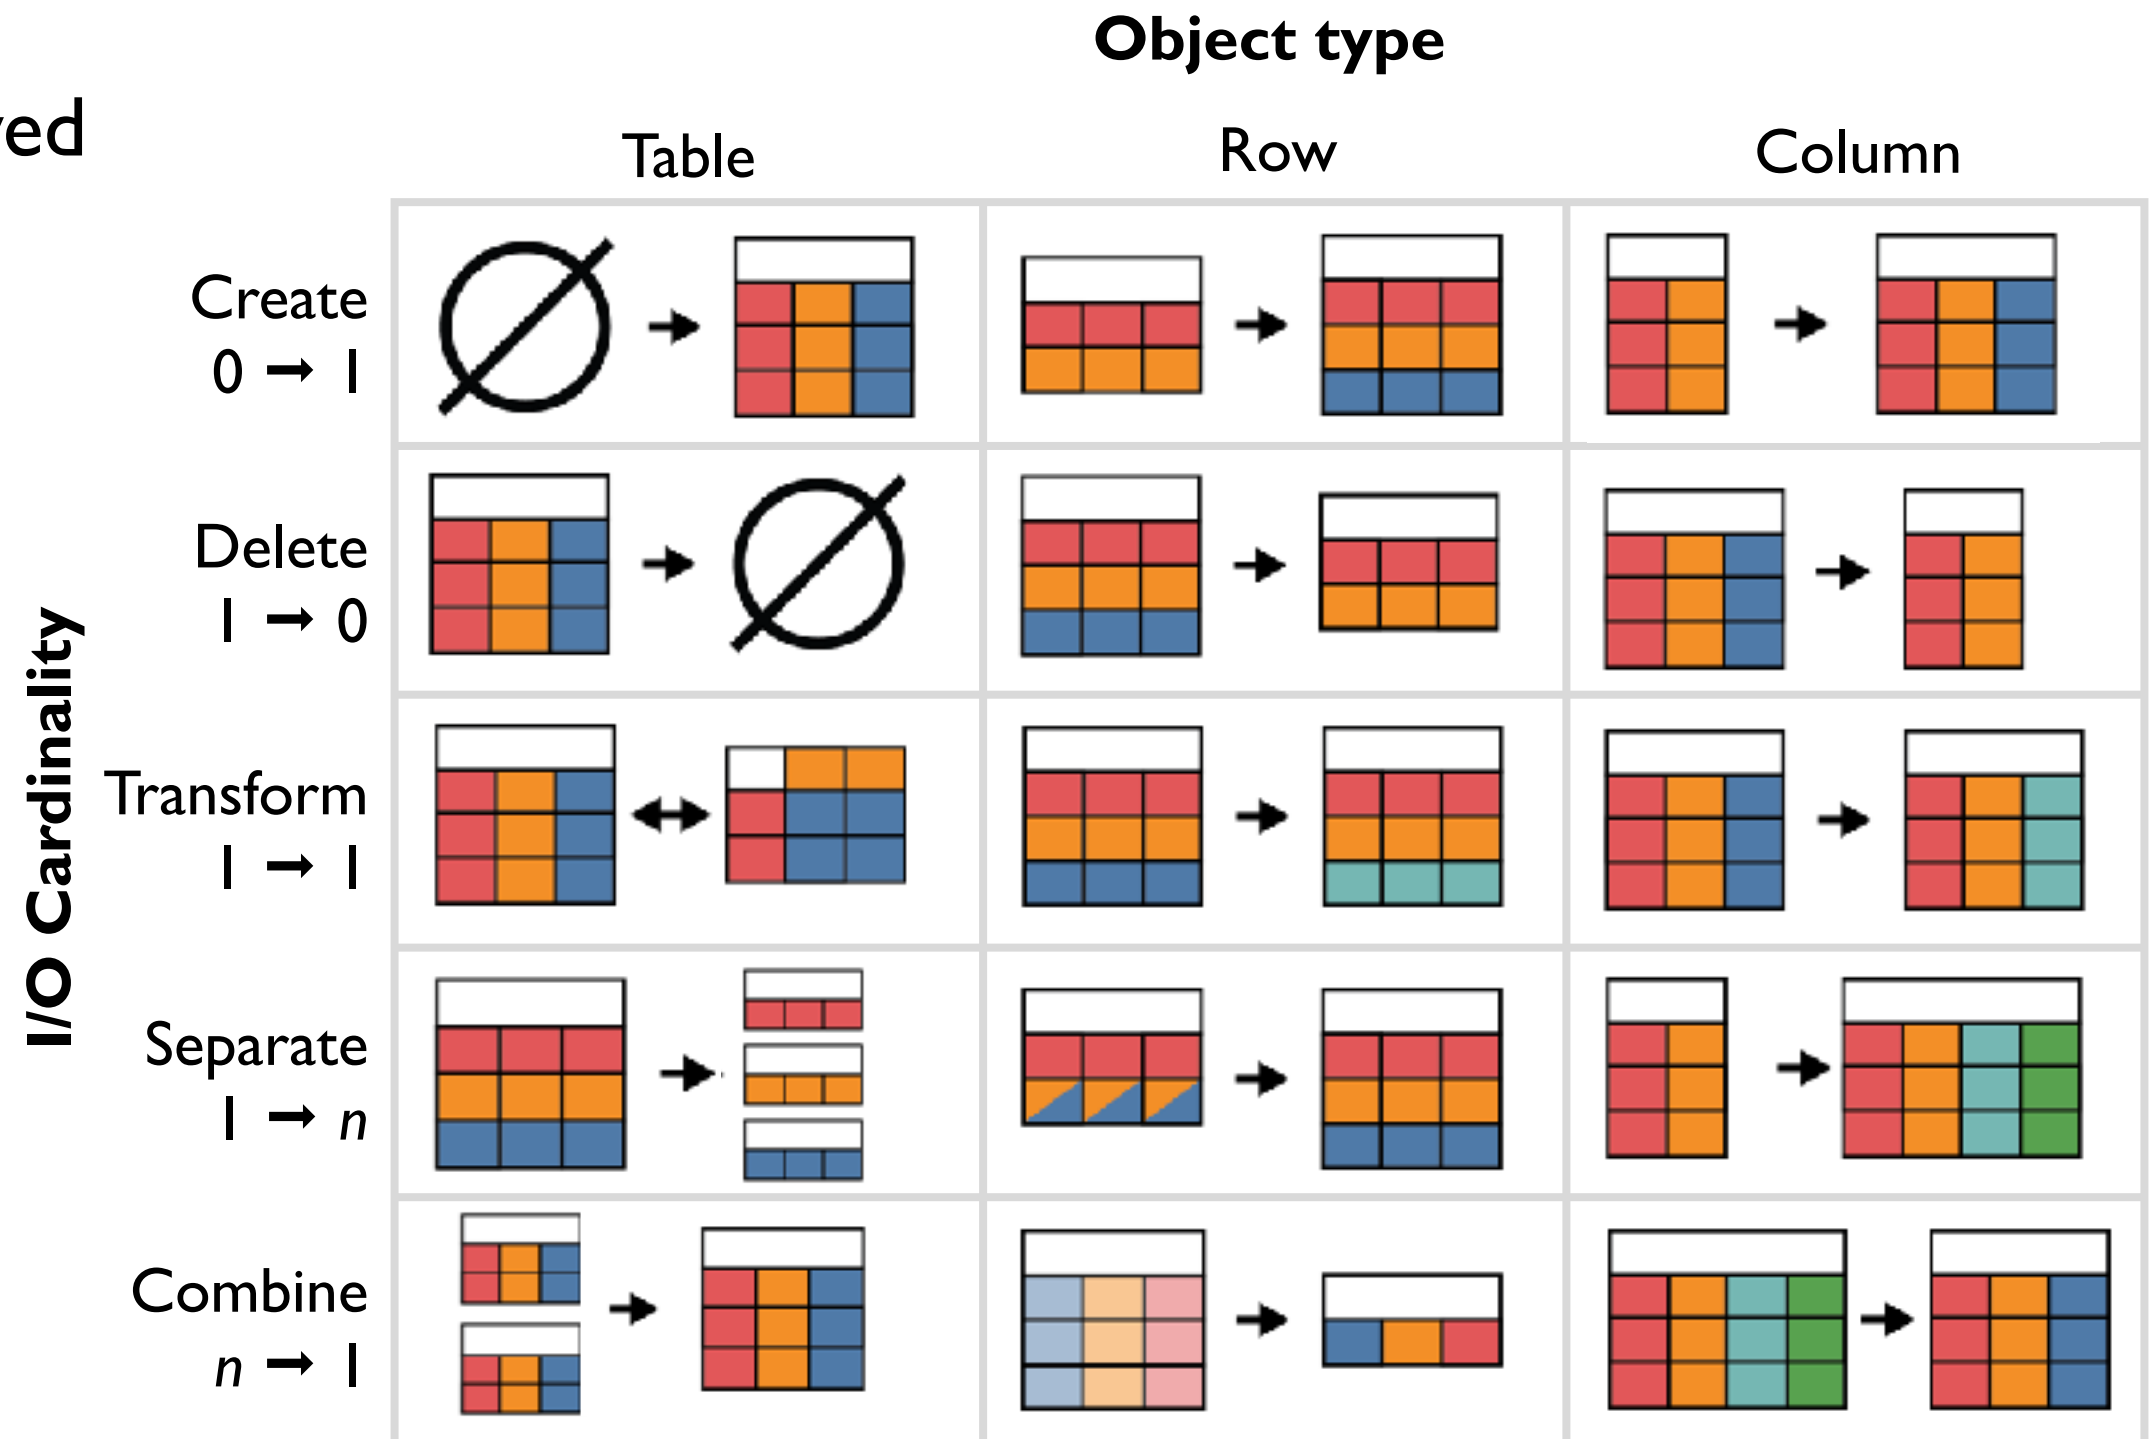 Object type
Table
Row
Column
Create
0 → 1
Delete
1 → 0
I/O Cardinality
Transform
1 → 1
Separate
1 → n
Combine
n → 1